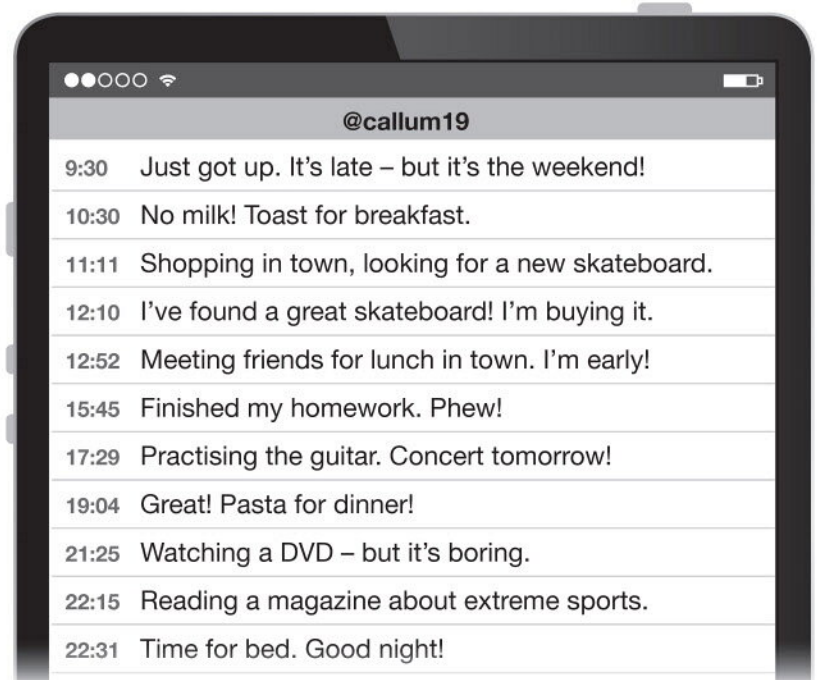 @callum19
9:30 Just got up. It's late – but it's the weekend!
10:30 No milk! Toast for breakfast.
11:11 Shopping in town, looking for a new skateboard.
12:10 I've found a great skateboard! I'm buying it.
12:52 Meeting friends for lunch in town. I'm early!
15:45 Finished my homework. Phew!
17:29 Practising the guitar. Concert tomorrow!
19:04 Great! Pasta for dinner!
21:25 Watching a DVD – but it's boring.
22:15 Reading a magazine about extreme sports.
22:31 Time for bed. Good night!